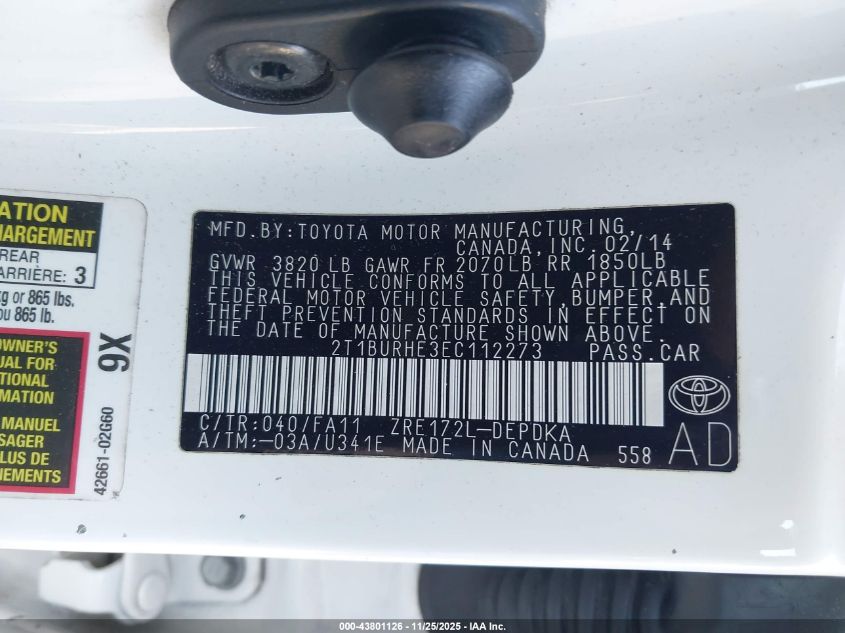 ATION
HARGEMENT
REAR
ARRIÈRE: 3
kg or 865 lbs.
ou 865 lb.
OWNER'S
UAL FOR
TIONAL
RMATION
MANUEL
SAGER
PLUS DE
NEMENTS
9X
42661-02G60
MFD.BY:TOYOTA MOTOR MANUFACTURING,
CANADA,INC.02/14
GVWR 3820 LB GAWR FR 2070LB RR 1850LB
THIS VEHICLE CONFORMS TO ALL APPLICABLE
FEDERAL MOTOR VEHICLE SAFETY,BUMPER,AND
THEFT PREVENTION STANDARDS IN EFFECT ON
THE DATE OF MANUFACTURE SHOWN ABOVE.
2T1BURHE3EC112273 PASS.CAR
C/TR:040/FA11 ZRE172L-DEPDKA
A/TM:-03A/U341E MADE IN CANADA 558
AD
000-43801126 - 11/25/2025 - IAA Inc.